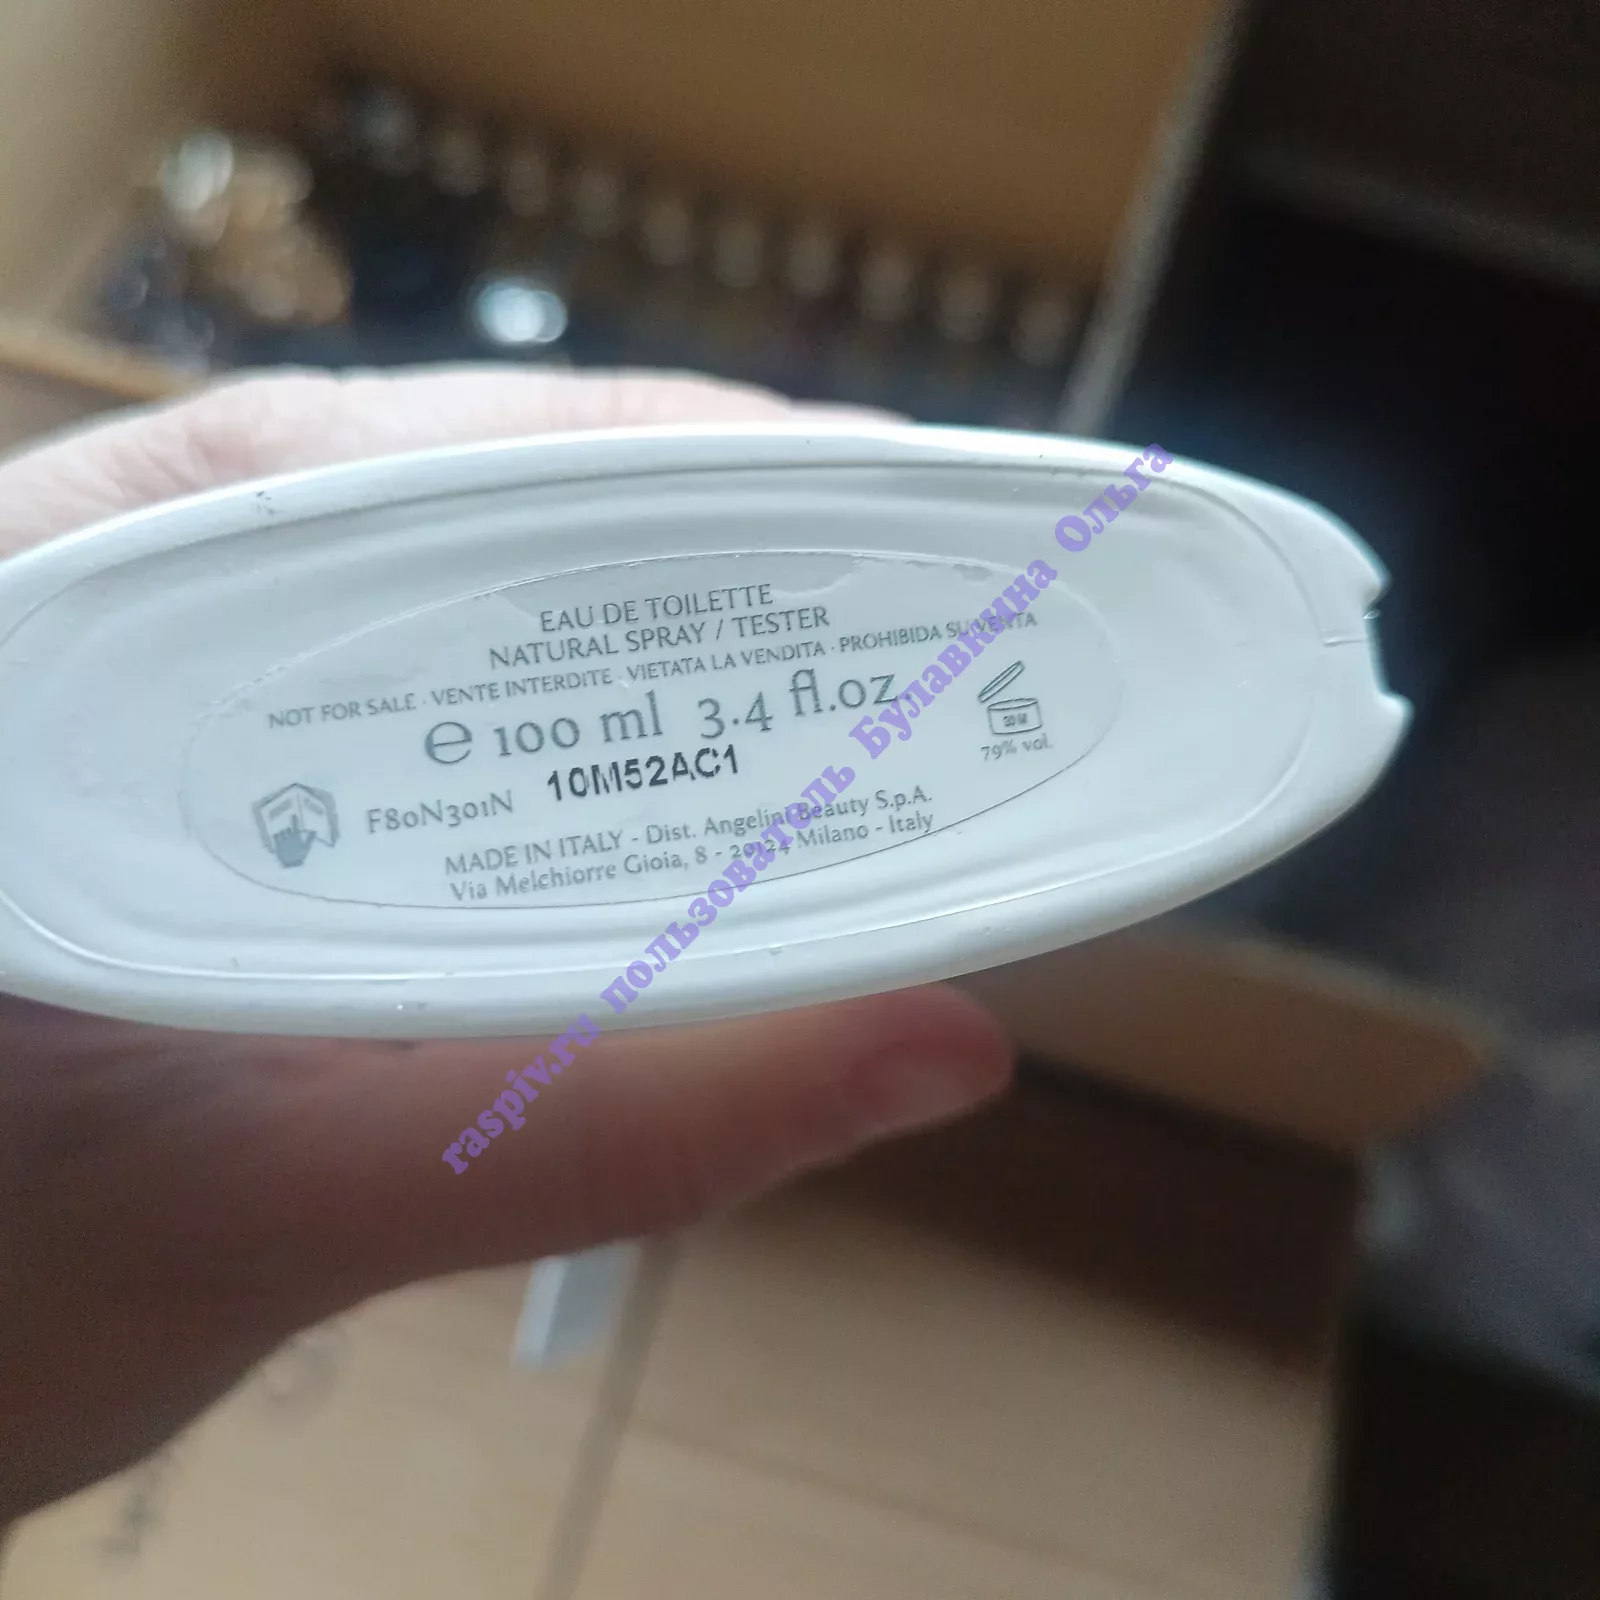 EAU DE TOILETTE
NATURAL SPRAY / TESTER
NOT FOR SALE · VENTE INTERDITE · VIETATA LA VENDITA · PROHIBIDA SU VENTA
℮ 100 ml 3.4 fl.oz.
30 M
79% vol.
F80N301N 10M52AC1
MADE IN ITALY - Dist. Angelini Beauty S.p.A.
Via Melchiorre Gioia, 8 - 20124 Milano - Italy
raspiv.ru пользователь Булавкина Ольга